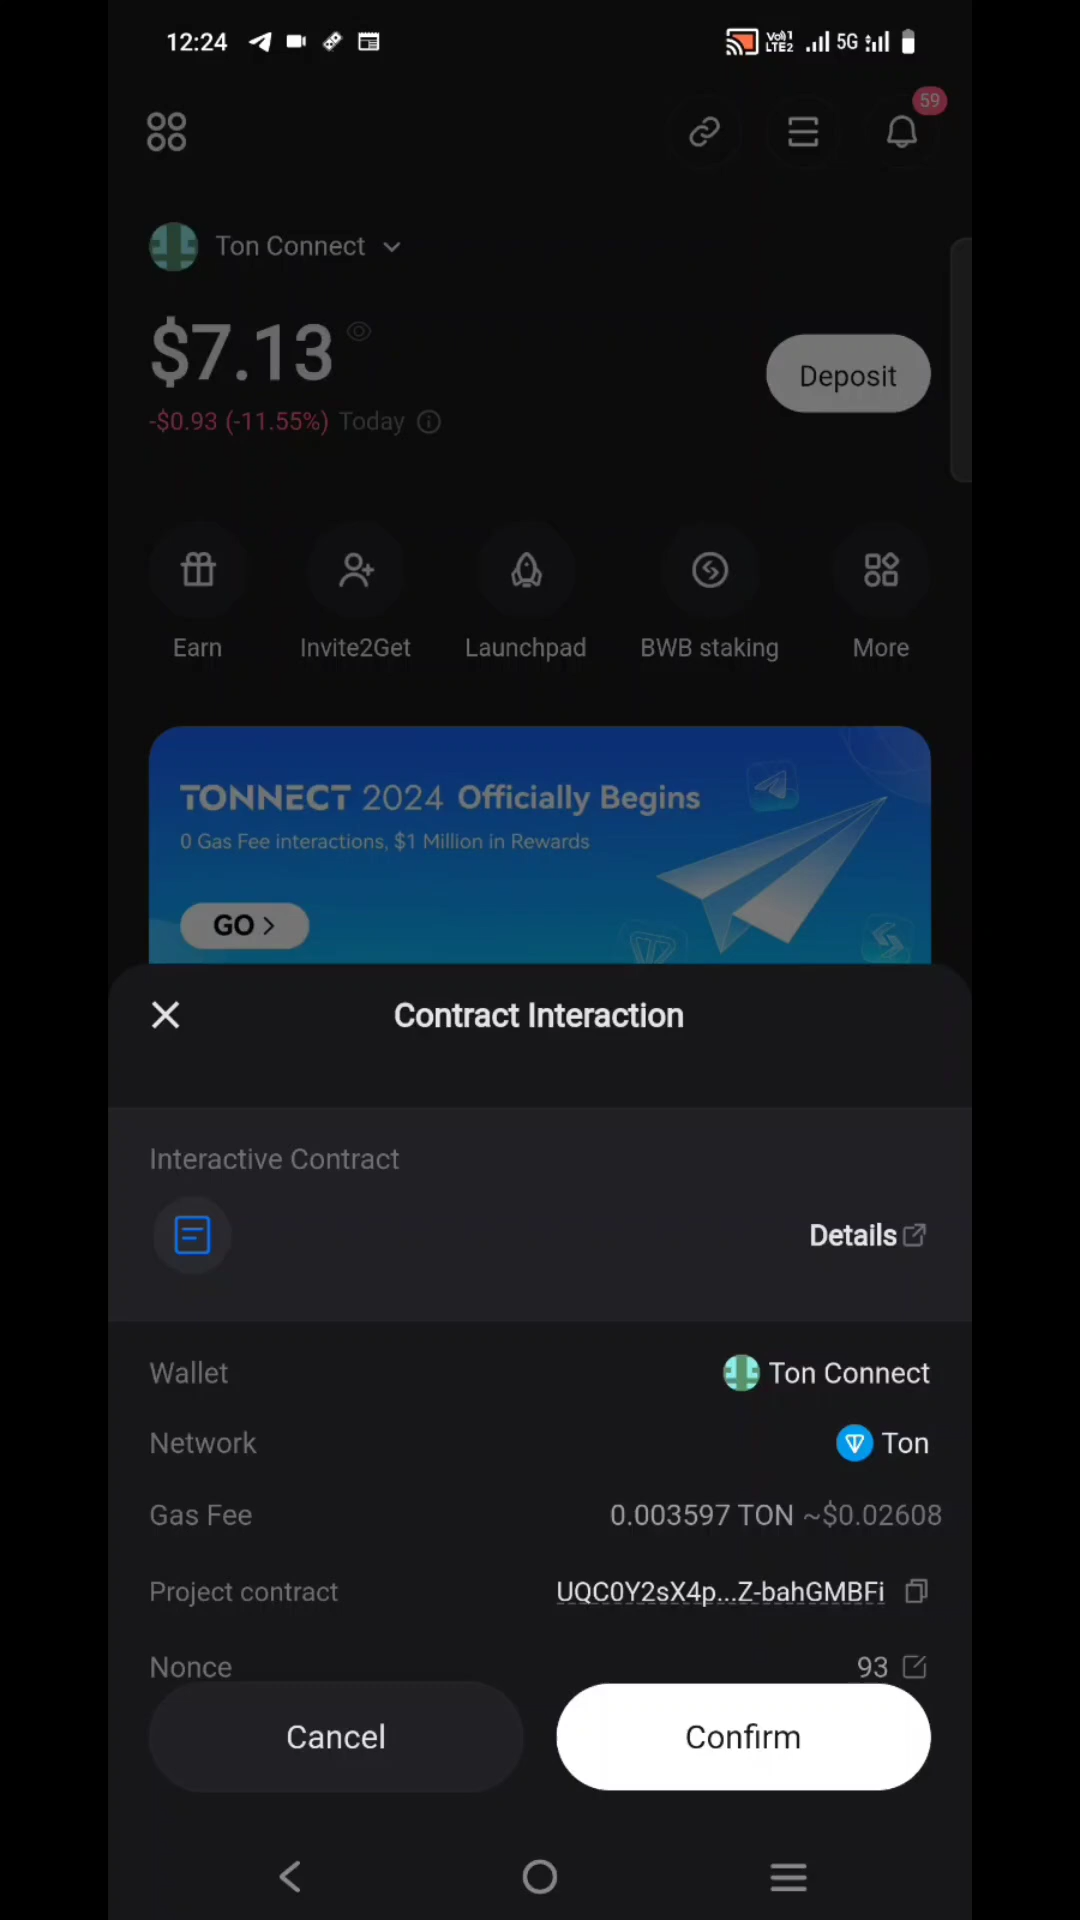 12:24 Vo)) 1 LTE2 5G
59
Ton Connect
$7.13
Deposit
-$0.93 (-11.55%) Today
Earn Invite2Get Launchpad BWB staking More
TONNECT 2024 Officially Begins
0 Gas Fee interactions, $1 Million in Rewards
GO >
Contract Interaction
Interactive Contract
Details
Wallet Ton Connect
Network Ton
Gas Fee 0.003597 TON ~$0.02608
Project contract UQC0Y2sX4p...Z-bahGMBFi
Nonce 93
Cancel Confirm